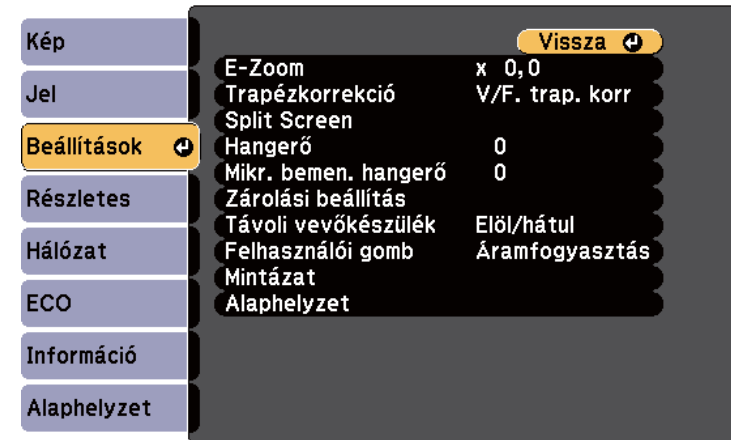 Kép
Jel
Beállítások
Részletes
Hálózat
ECO
Információ
Alaphelyzet
Vissza
E-Zoom x 0,0
Trapézkorrekció V/F. trap. korr
Split Screen
Hangerő 0
Mikr. bemen. hangerő 0
Zárolási beállítás
Távoli vevőkészülék Elöl/hátul
Felhasználói gomb Áramfogyasztás
Mintázat
Alaphelyzet